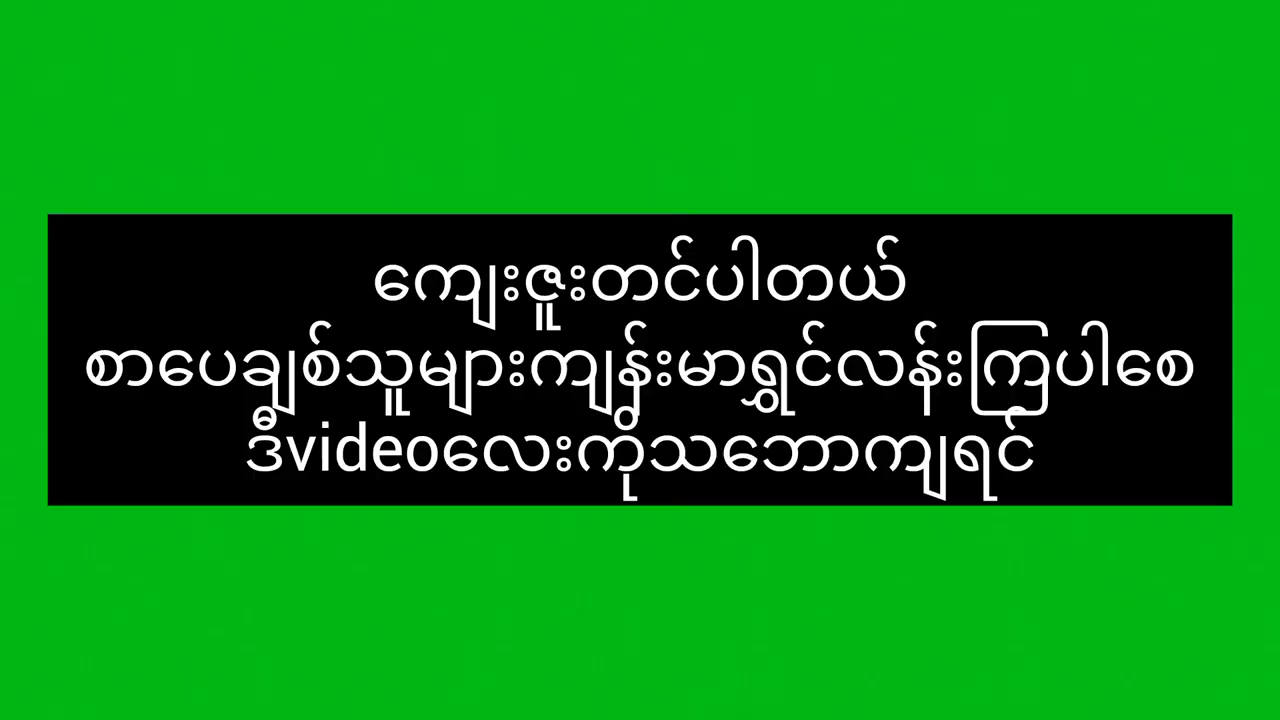 ကျေးဇူးတင်ပါတယ်
စာပေချစ်သူများကျန်းမာရွှင်လန်းကြပါစေ
ဒီvideoလေးကိုသဘောကျရင်